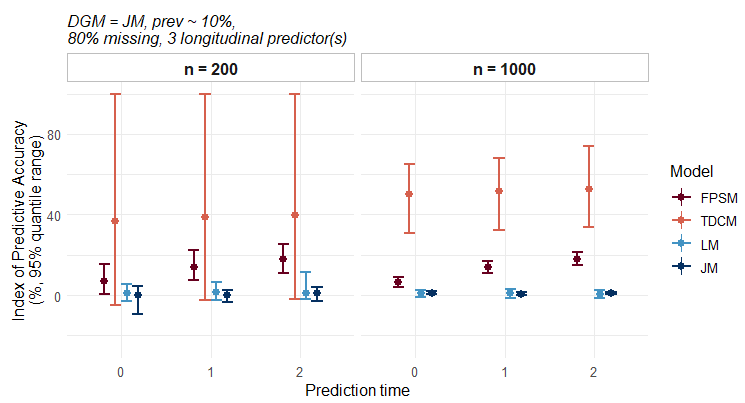 DGM = JM, prev ~ 10%,
80% missing, 3 longitudinal predictor(s)
n = 200
n = 1000
Index of Predictive Accuracy
(%, 95% quantile range)
80
40
0
0
1
2
0
1
2
Prediction time
Model
FPSM
TDCM
LM
JM